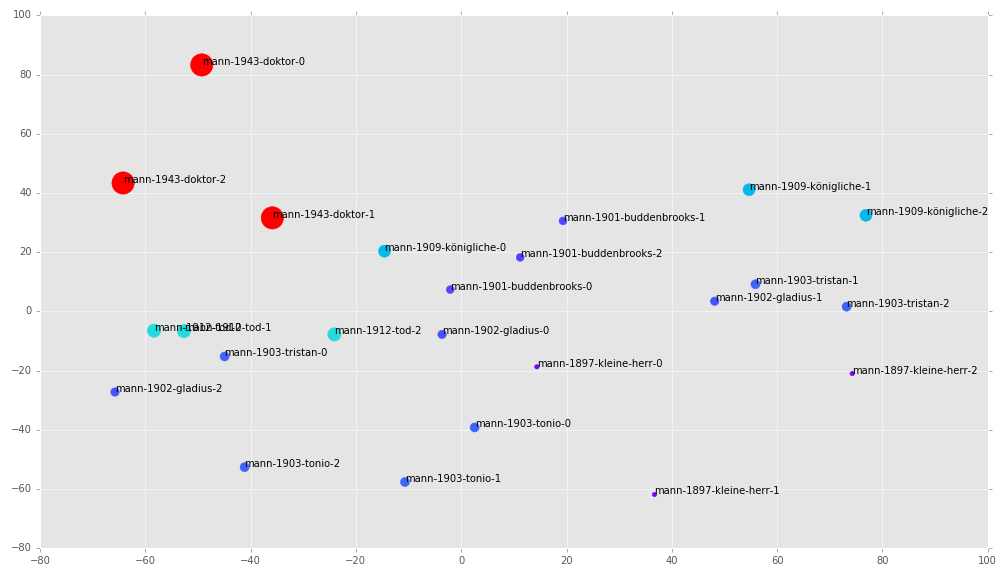 100
mann-1943-doktor-0
80
60
mann-1943-doktor-2
40
mann-1909-königliche-1
mann-1943-doktor-1
mann-1909-königliche-2
mann-1901-buddenbrooks-1
20
mann-1909-königliche-0
mann-1901-buddenbrooks-2
mann-1901-buddenbrooks-0
mann-1903-tristan-1
mann-1902-gladius-1
mann-1903-tristan-2
0
mann-1912-tod-0
mann-1912-tod-1
mann-1912-tod-2
mann-1902-gladius-0
mann-1903-tristan-0
mann-1897-kleine-herr-0
mann-1897-kleine-herr-2
−20
mann-1902-gladius-2
mann-1903-tonio-0
−40
mann-1903-tonio-2
mann-1903-tonio-1
−60
mann-1897-kleine-herr-1
−80
−80 −60 −40 −20 0 20 40 60 80 100